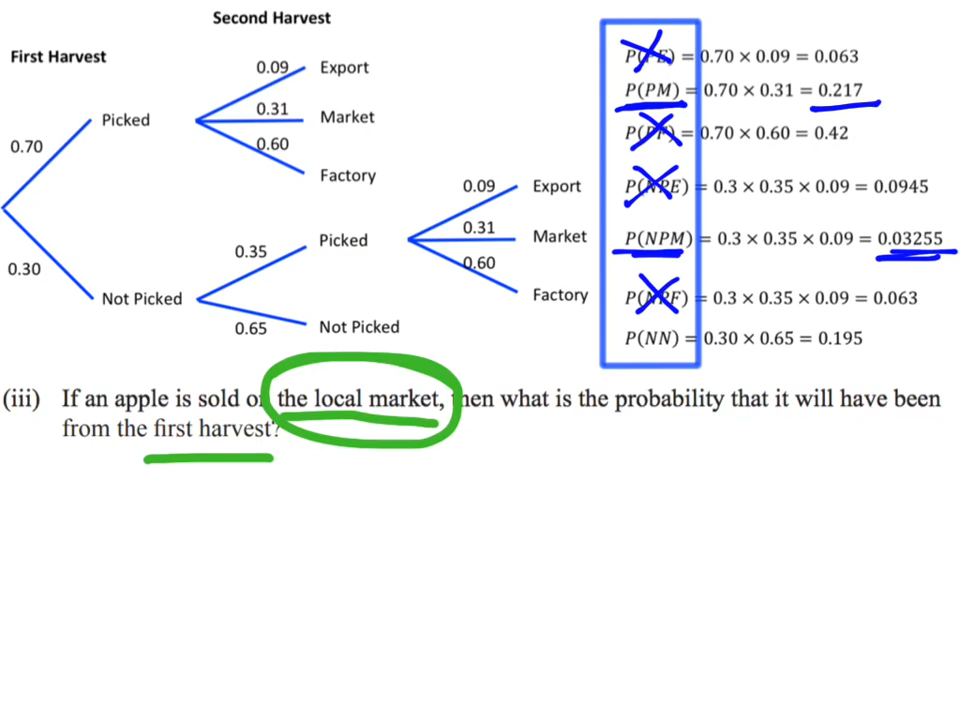 Second Harvest
First Harvest
0.09 Export
0.31 Market
0.60
Factory
Picked
0.70
0.30
Not Picked
0.35 Picked
0.65 Not Picked
0.09 Export
0.31 Market
0.60
Factory
= 0.70 × 0.09 = 0.063
P(PM) = 0.70 × 0.31 = 0.217
= 0.70 × 0.60 = 0.42
= 0.3 × 0.35 × 0.09 = 0.0945
P(NPM) = 0.3 × 0.35 × 0.09 = 0.03255
= 0.3 × 0.35 × 0.09 = 0.063
P(NN) = 0.30 × 0.65 = 0.195
(iii) If an apple is sold the local market, then what is the probability that it will have been
from the first harvest?